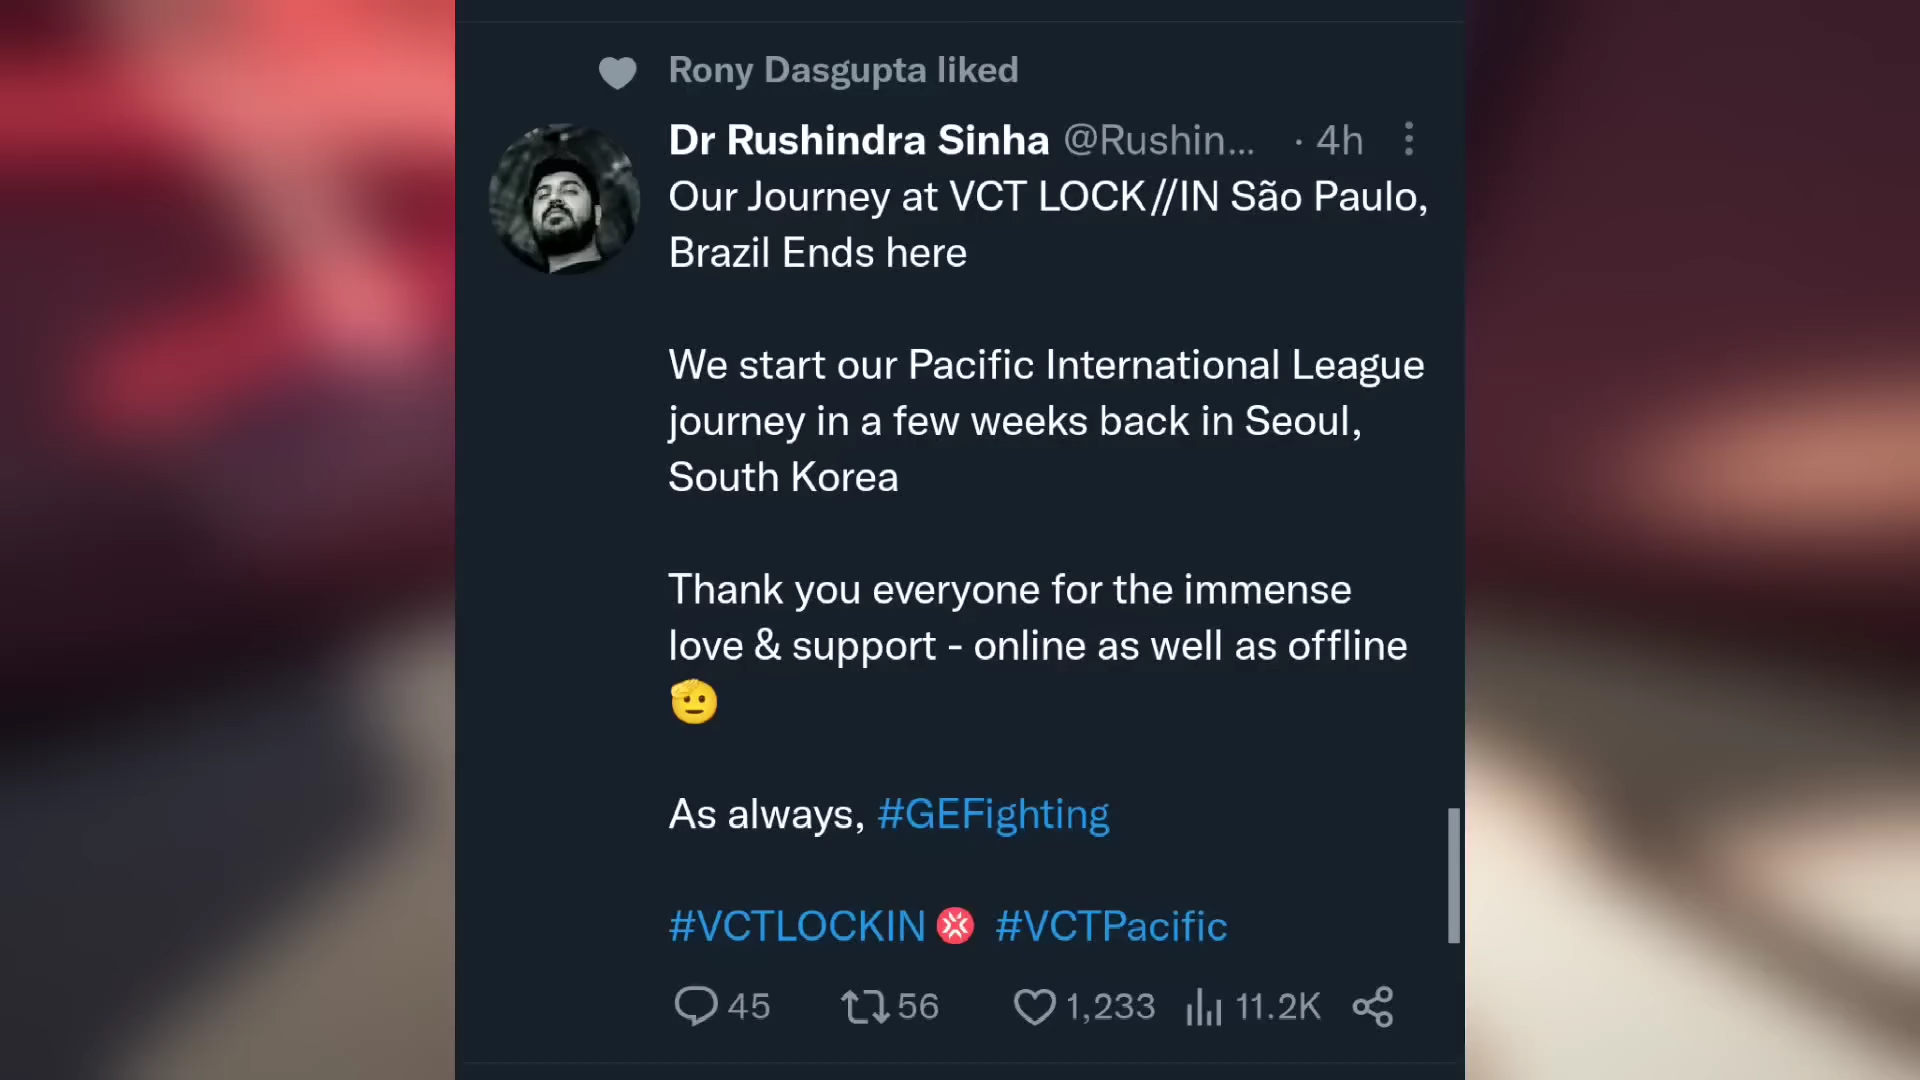 Rony Dasgupta liked
Dr Rushindra Sinha @Rushin... · 4h
Our Journey at VCT LOCK//IN São Paulo,
Brazil Ends here
We start our Pacific International League
journey in a few weeks back in Seoul,
South Korea
Thank you everyone for the immense
love & support - online as well as offline
🫡
As always, #GEFighting
#VCTLOCKIN #VCTPacific
45 56 1,233 11.2K